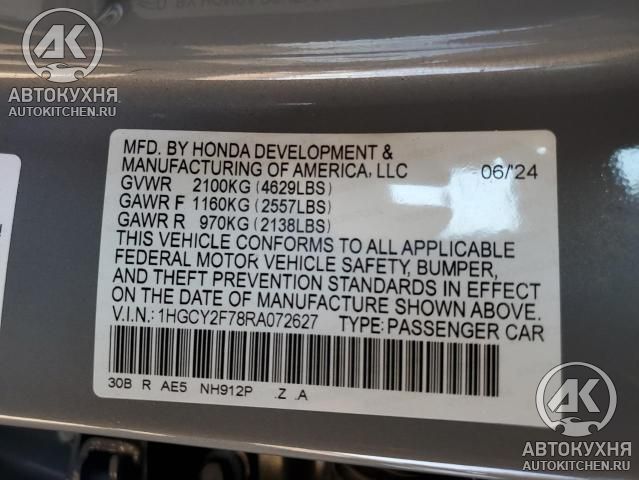 АВТОКУХНЯ
AUTOKITCHEN.RU
MFD. BY HONDA DEVELOPMENT &
MANUFACTURING OF AMERICA, LLC 06/'24
GVWR 2100KG (4629LBS)
GAWR F 1160KG (2557LBS)
GAWR R 970KG (2138LBS)
THIS VEHICLE CONFORMS TO ALL APPLICABLE
FEDERAL MOTOR VEHICLE SAFETY, BUMPER,
AND THEFT PREVENTION STANDARDS IN EFFECT
ON THE DATE OF MANUFACTURE SHOWN ABOVE.
V.I.N.: 1HGCY2F78RA072627 TYPE: PASSENGER CAR
30B R AE5 NH912P .Z .A
АК
АВТОКУХНЯ
AUTOKITCHEN.RU